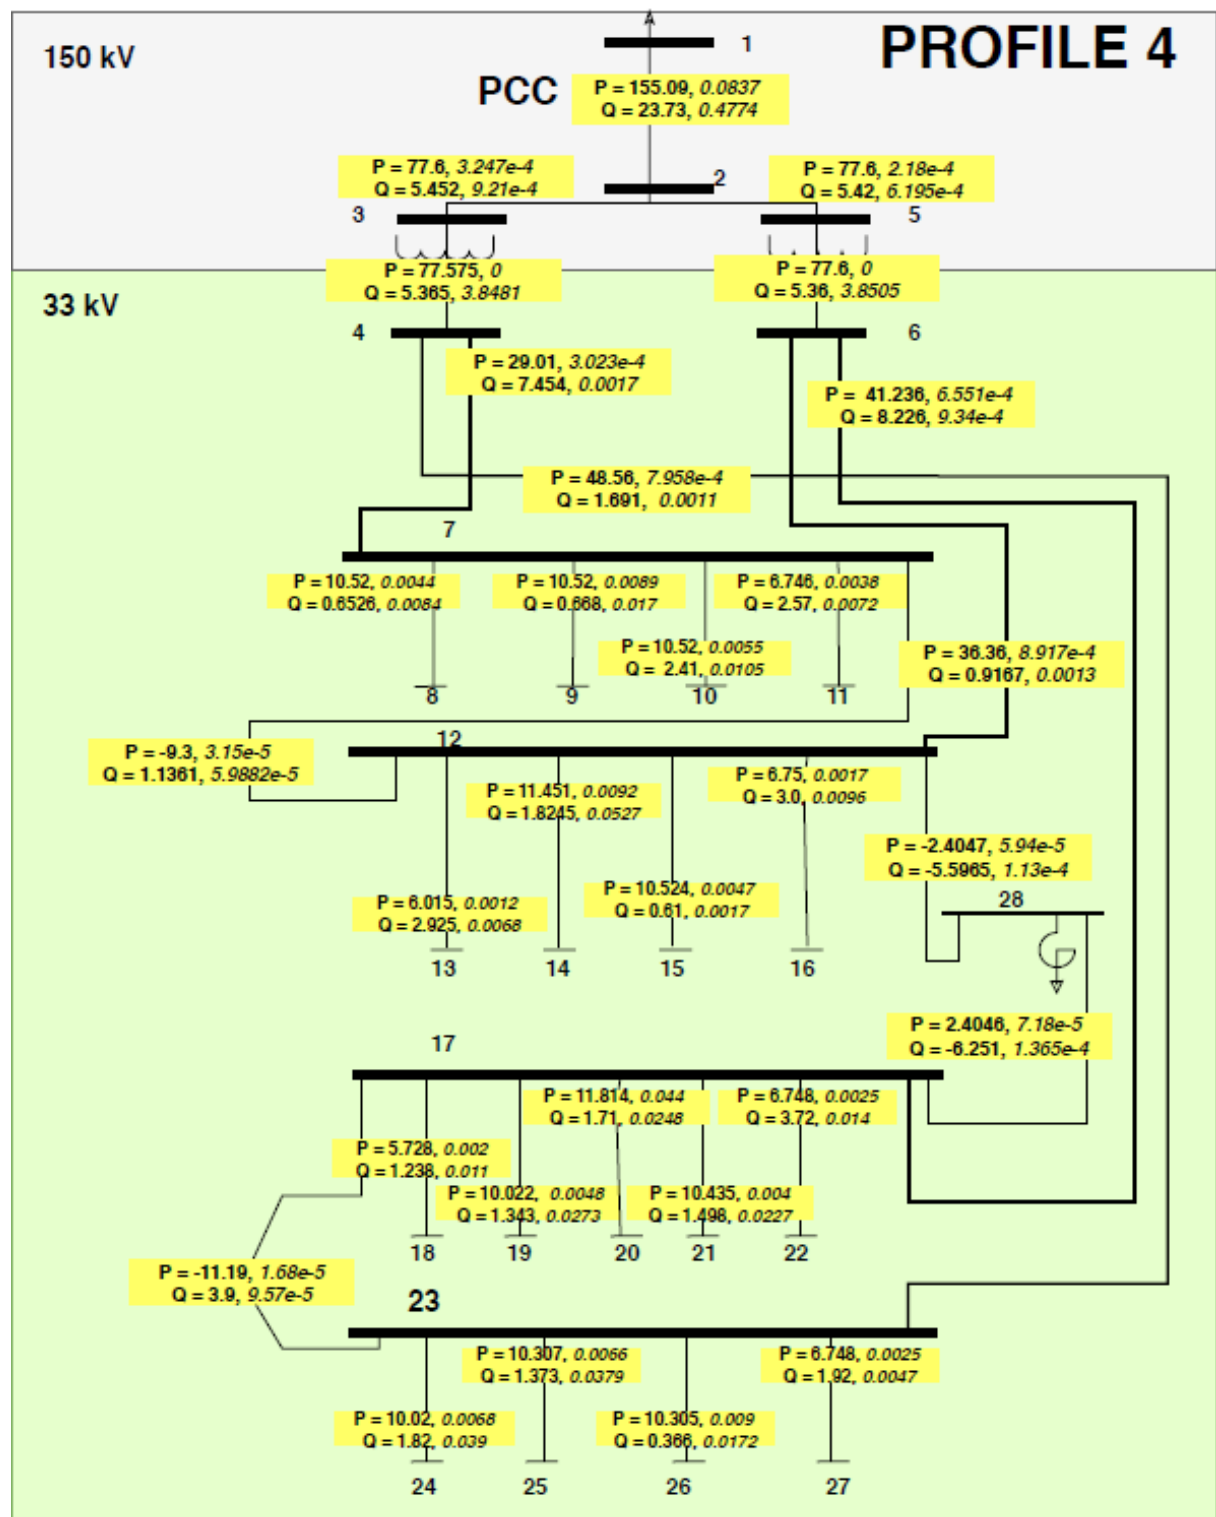 150 kV
1
PROFILE 4
PCC
P = 155.09, 0.0837
Q = 23.73, 0.4774
P = 77.6, 3.247e-4
Q = 5.452, 9.21e-4
2
P = 77.6, 2.18e-4
Q = 5.42, 6.195e-4
3
5
P = 77.575, 0
Q = 5.365, 3.8481
P = 77.6, 0
Q = 5.36, 3.8505
33 kV
4
6
P = 29.01, 3.023e-4
Q = 7.454, 0.0017
P = 41.236, 6.551e-4
Q = 8.226, 9.34e-4
P = 48.56, 7.958e-4
Q = 1.691, 0.0011
7
P = 10.52, 0.0044
Q = 0.6526, 0.0084
P = 10.52, 0.0089
Q = 0.668, 0.017
P = 6.746, 0.0038
Q = 2.57, 0.0072
P = 10.52, 0.0055
Q = 2.41, 0.0105
P = 36.36, 8.917e-4
Q = 0.9167, 0.0013
8
9
10
11
12
P = -9.3, 3.15e-5
Q = 1.1361, 5.9882e-5
P = 11.451, 0.0092
Q = 1.8245, 0.0527
P = 6.75, 0.0017
Q = 3.0, 0.0096
P = -2.4047, 5.94e-5
Q = -5.5965, 1.13e-4
P = 6.015, 0.0012
Q = 2.925, 0.0068
P = 10.524, 0.0047
Q = 0.61, 0.0017
28
13
14
15
16
P = 2.4046, 7.18e-5
Q = -6.251, 1.365e-4
17
P = 11.814, 0.044
Q = 1.71, 0.0248
P = 6.748, 0.0025
Q = 3.72, 0.014
P = 5.728, 0.002
Q = 1.238, 0.011
P = 10.022, 0.0048
Q = 1.343, 0.0273
P = 10.435, 0.004
Q = 1.498, 0.0227
18
19
20
21
22
P = -11.19, 1.68e-5
Q = 3.9, 9.57e-5
23
P = 10.307, 0.0066
Q = 1.373, 0.0379
P = 6.748, 0.0025
Q = 1.92, 0.0047
P = 10.02, 0.0068
Q = 1.82, 0.039
P = 10.305, 0.009
Q = 0.366, 0.0172
24
25
26
27